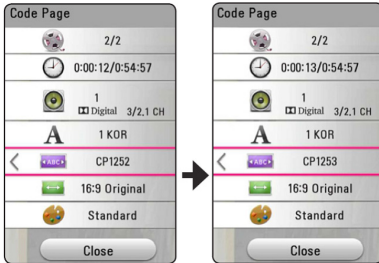 Code Page
2/2
0:00:12/0:54:57
1
Digital 3/2,1 CH
A 1 KOR
ABC CP1252
16:9 Original
Standard
Close
Code Page
2/2
0:00:13/0:54:57
1
Digital 3/2,1 CH
A 1 KOR
ABC CP1253
16:9 Original
Standard
Close